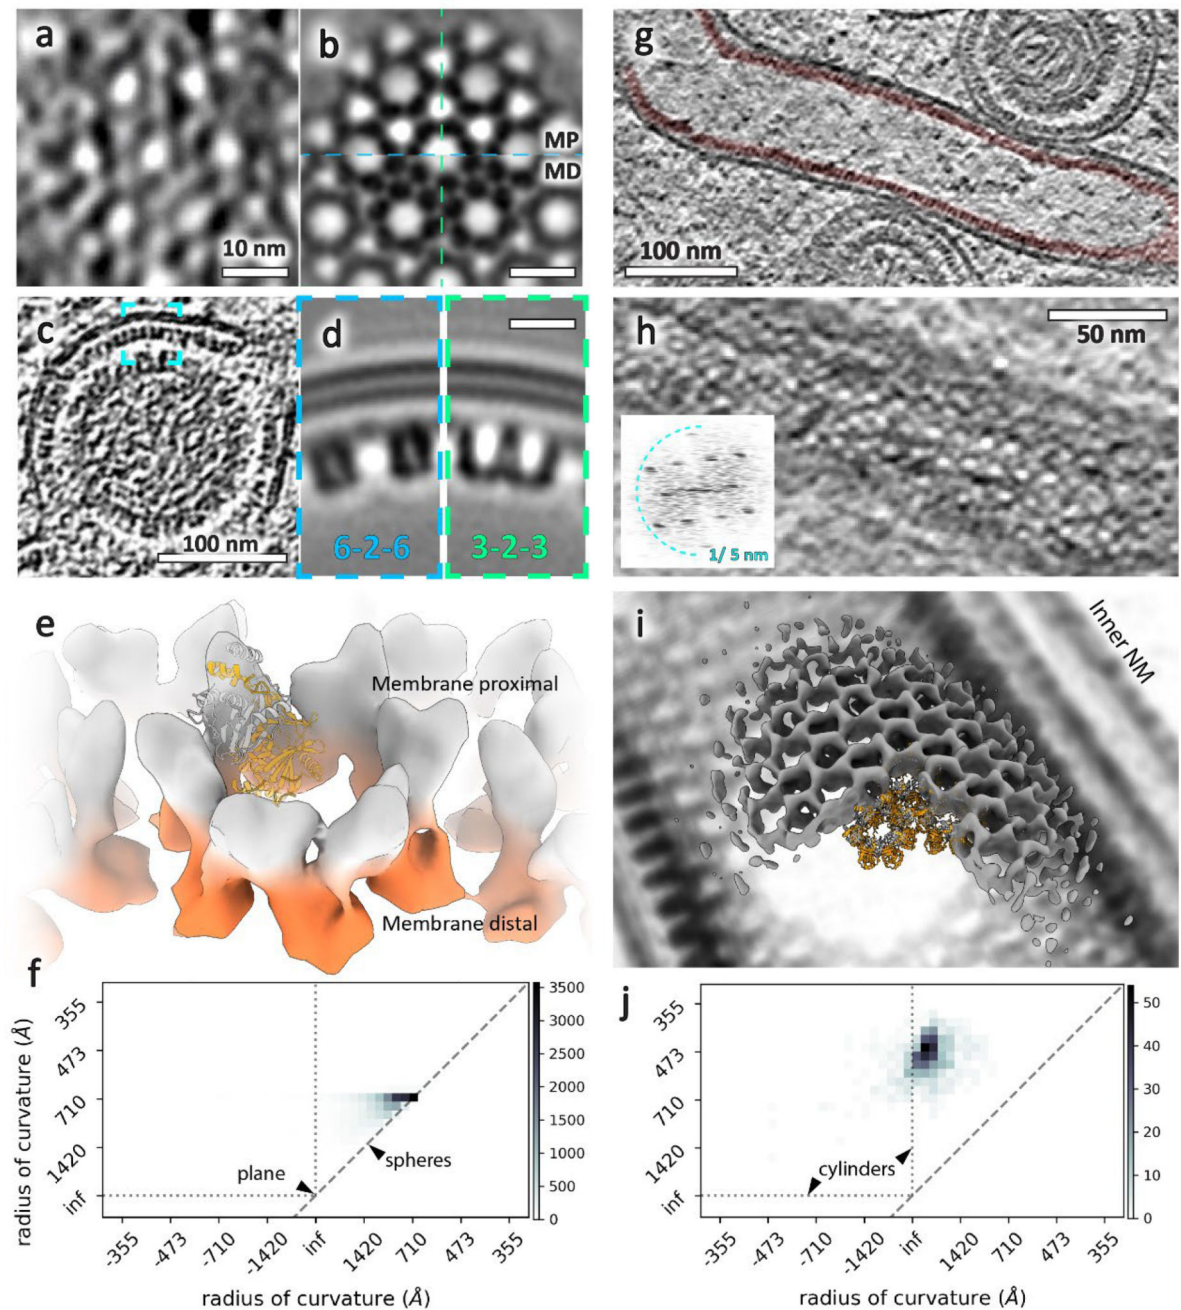 a
10 nm
b
MP
MD
g
100 nm
c
100 nm
d
6-2-6
3-2-3
h
50 nm
1/ 5 nm
e
Membrane proximal
Membrane distal
i
Inner NM
f
radius of curvature (Å)
355
473
710
1420
inf
plane
spheres
-355
-473
-710
-1420
inf
1420
710
473
355
radius of curvature (Å)
3500
3000
2500
2000
1500
1000
500
0
j
355
473
710
1420
inf
cylinders
-355
-473
-710
-1420
inf
1420
710
473
355
radius of curvature (Å)
50
40
30
20
10
0